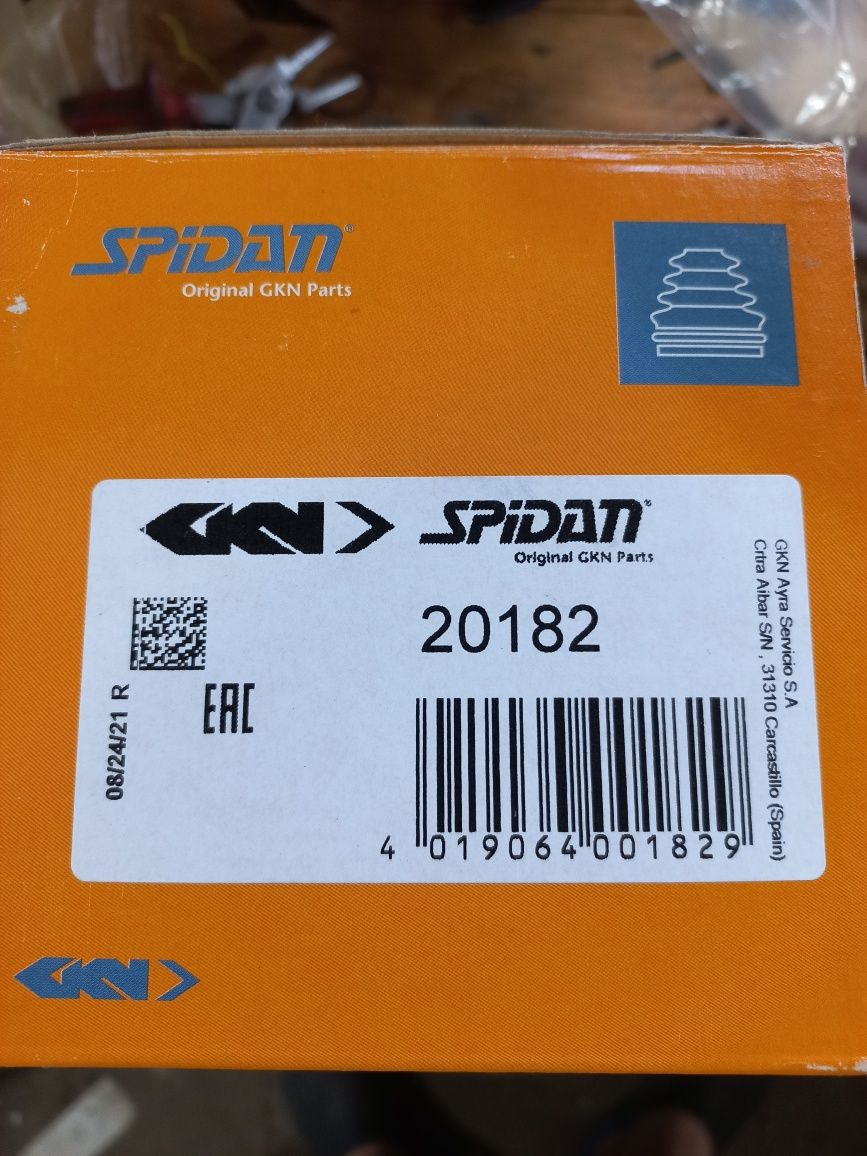 SPiDAN®
Original GKN Parts
GKN
SPiDAN®
Original GKN Parts
20182
08/24/21 R
EAC
4 019064 001829
GKN Ayra Servicio S.A
Crtra Aibar S/N , 31310 Carcastillo (Spain)
GKN